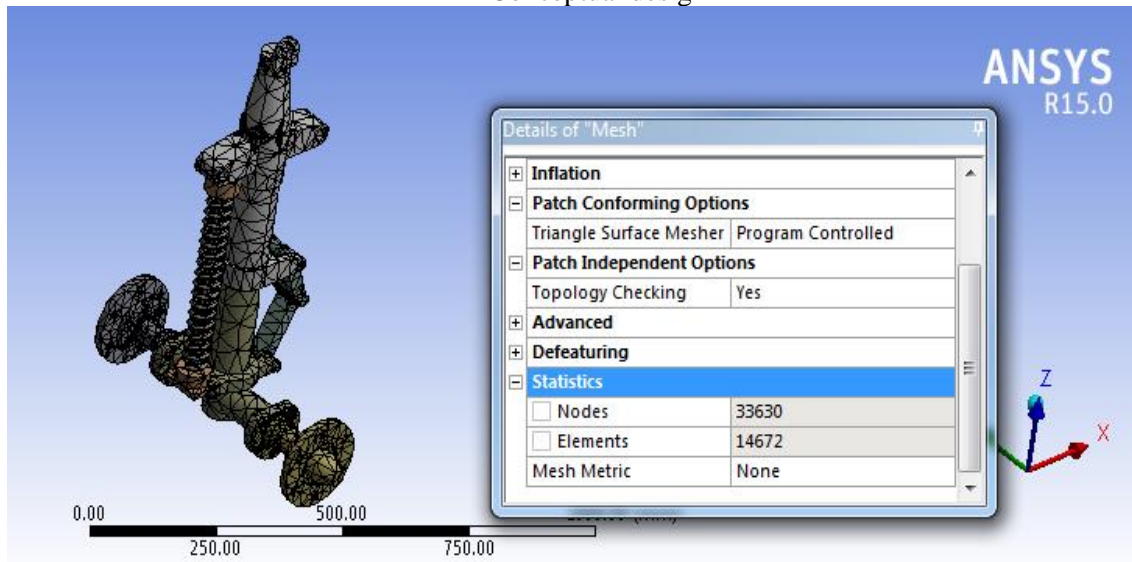 ANSYS
R15.0
Details of "Mesh"
Inflation
Patch Conforming Options
Triangle Surface Mesher Program Controlled
Patch Independent Options
Topology Checking Yes
Advanced
Defeaturing
Statistics
Nodes 33630
Elements 14672
Mesh Metric None
Z
X
0.00 500.00
250.00 750.00